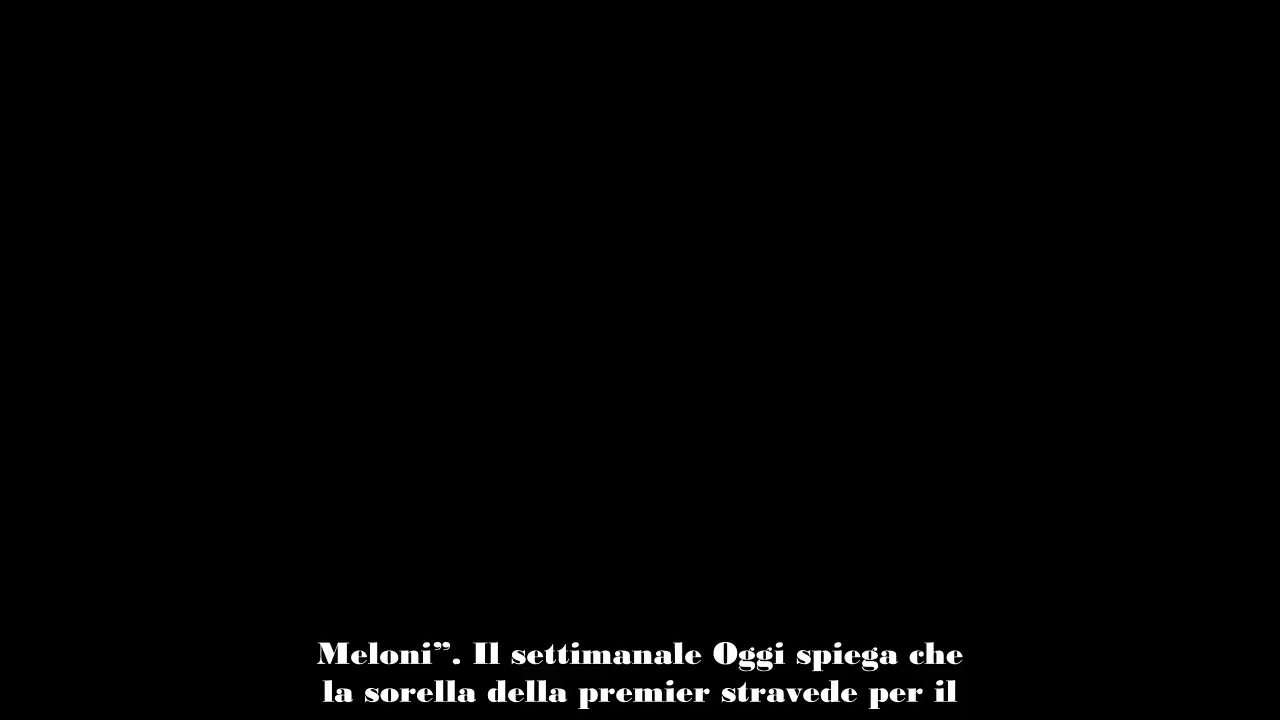 Meloni”. Il settimanale Oggi spiega che
la sorella della premier stravede per il